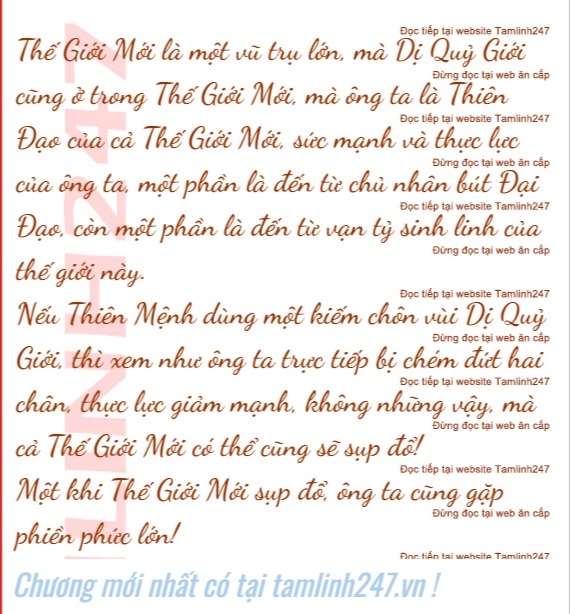 Đọc tiếp tại website Tamlinh247
Thế Giới Mới là một vũ trụ lớn, mà Dị Quỷ Giới
Đừng đọc tại web ăn cắp
cũng ở trong Thế Giới Mới, mà ông ta là Thiên
Đọc tiếp tại website Tamlinh247
Đạo của cả Thế Giới Mới, sức mạnh và thực lực
Đừng đọc tại web ăn cắp
của ông ta, một phần là đến từ chủ nhân bút Đại
Đọc tiếp tại website Tamlinh247
Đạo, còn một phần là đến từ vạn tỷ sinh linh của
Đừng đọc tại web ăn cắp
thế giới này.
Đọc tiếp tại website Tamlinh247
Nếu Thiên Mệnh dùng một kiếm chôn vùi Dị Quỷ
Đừng đọc tại web ăn cắp
Giới, thì xem như ông ta trực tiếp bị chém đứt hai
Đọc tiếp tại website Tamlinh247
chân, thực lực giảm mạnh, không những vậy, mà
Đừng đọc tại web ăn cắp
cả Thế Giới Mới có thể cũng sẽ sụp đổ!
Đọc tiếp tại website Tamlinh247
Một khi Thế Giới Mới sụp đổ, ông ta cũng gặp
Đừng đọc tại web ăn cắp
phiền phức lớn!
Đọc tiếp tại website Tamlinh247
LINH247
Chương mới nhất có tại tamlinh247.vn !